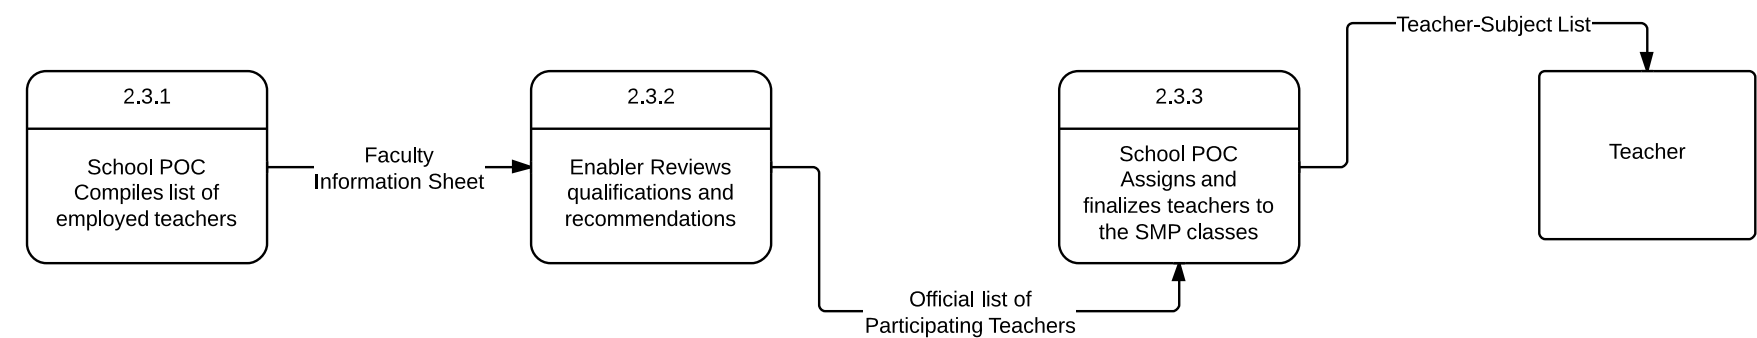 2.3.1
School POC
Compiles list of
employed teachers
Faculty
Information Sheet
2.3.2
Enabler Reviews
qualifications and
recommendations
Official list of
Participating Teachers
2.3.3
School POC
Assigns and
finalizes teachers to
the SMP classes
Teacher-Subject List
Teacher